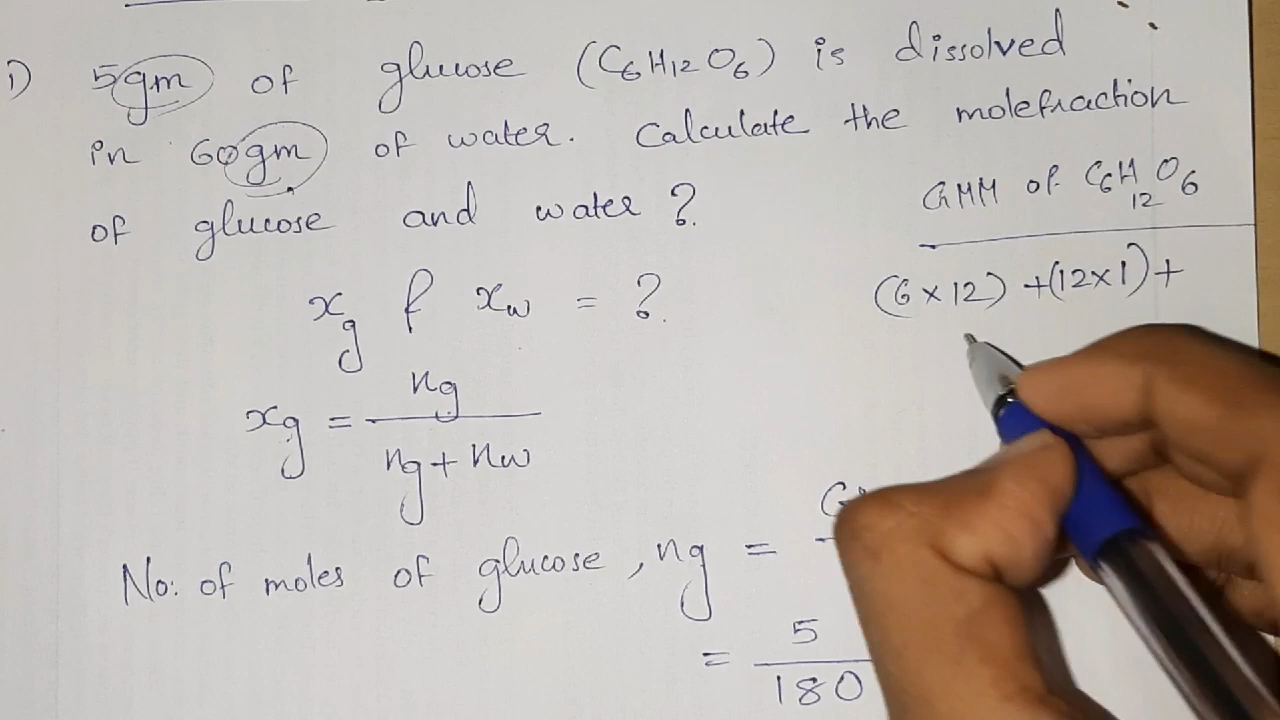 1) 5gm of glucose (C6H12O6) is dissolved
in 60gm of water. Calculate the molefraction
of glucose and water ?
GMM of C6H12O6
(6 × 12) + (12 × 1) +
xg & xw = ?
xg = ng / ng + nw
No: of moles of glucose, ng =
= 5 / 180